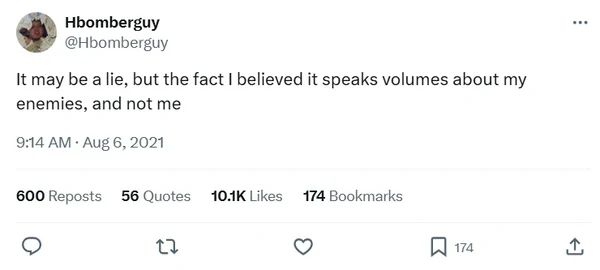 Hbomberguy
@Hbomberguy
It may be a lie, but the fact I believed it speaks volumes about my
enemies, and not me
9:14 AM · Aug 6, 2021
600 Reposts 56 Quotes 10.1K Likes 174 Bookmarks
174